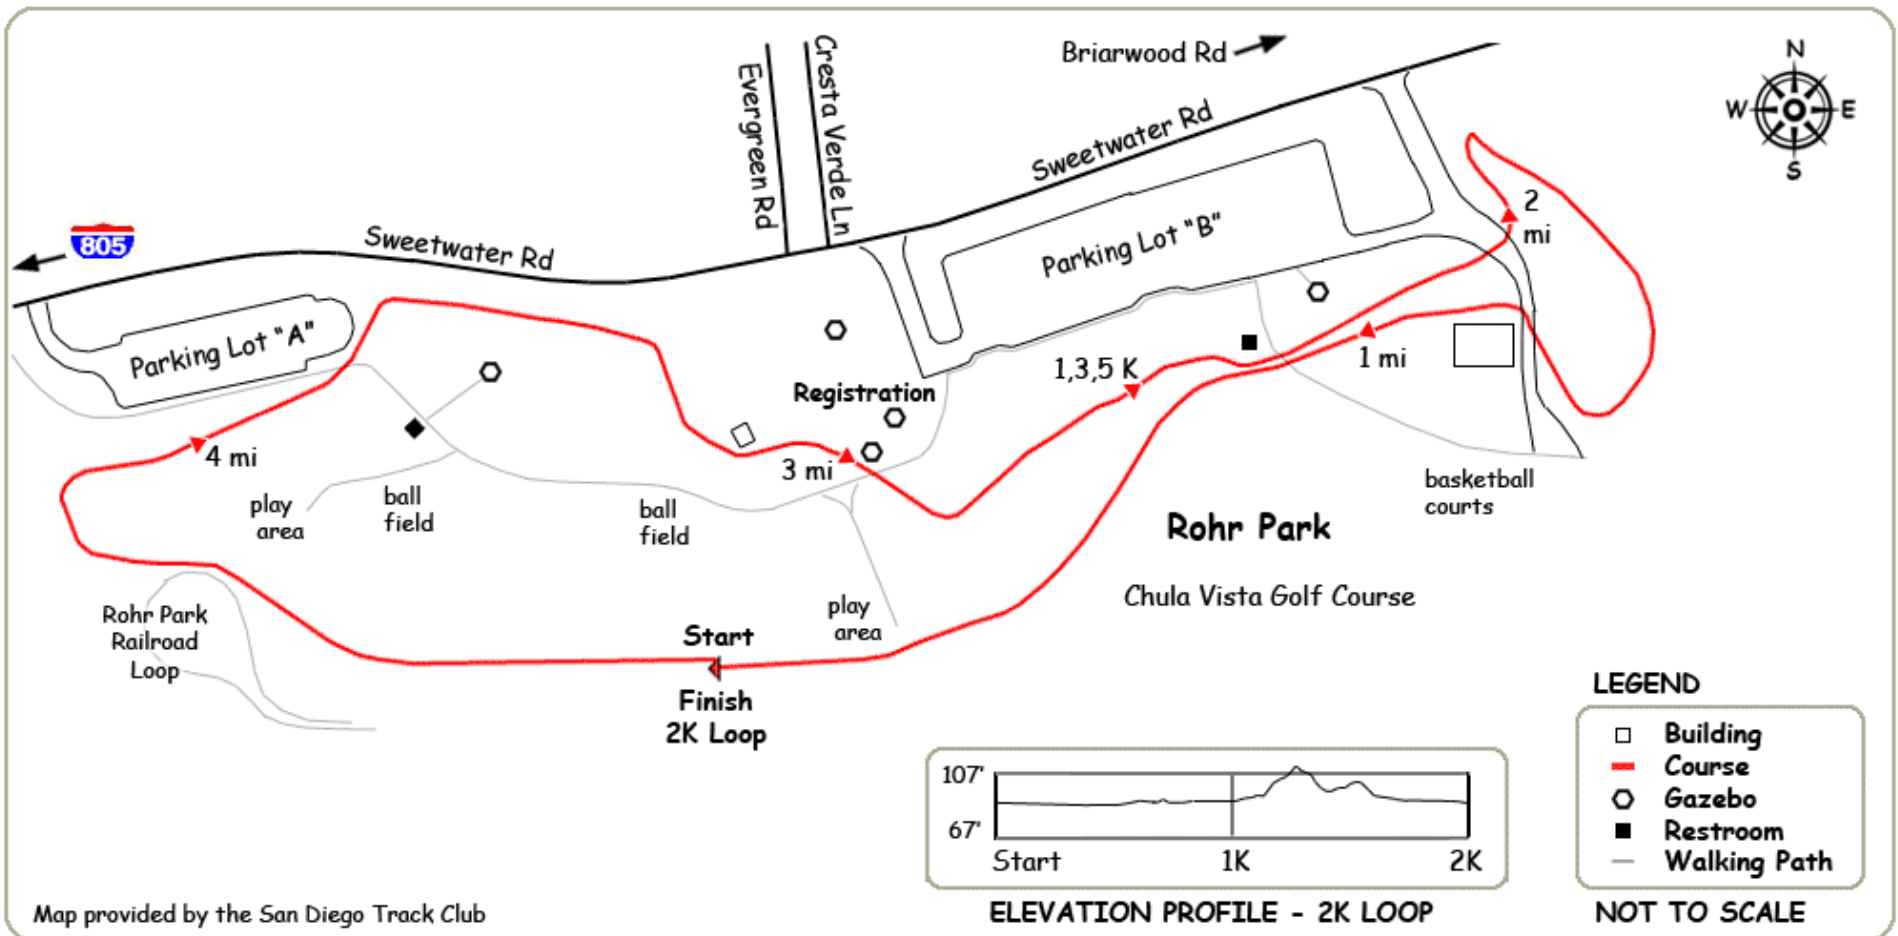 Briarwood Rd
N
W
E
S
Evergreen Rd
Cresta Verde Ln
Sweetwater Rd
805
Sweetwater Rd
Parking Lot "B"
2
mi
Parking Lot "A"
1,3,5 K
1 mi
Registration
4 mi
3 mi
play
area
ball
field
ball
field
basketball
courts
Rohr Park
Chula Vista Golf Course
Rohr Park
Railroad
Loop
play
area
Start
Finish
2K Loop
LEGEND
Building
Course
Gazebo
Restroom
Walking Path
107'
67'
Start
1K
2K
ELEVATION PROFILE - 2K LOOP
NOT TO SCALE
Map provided by the San Diego Track Club